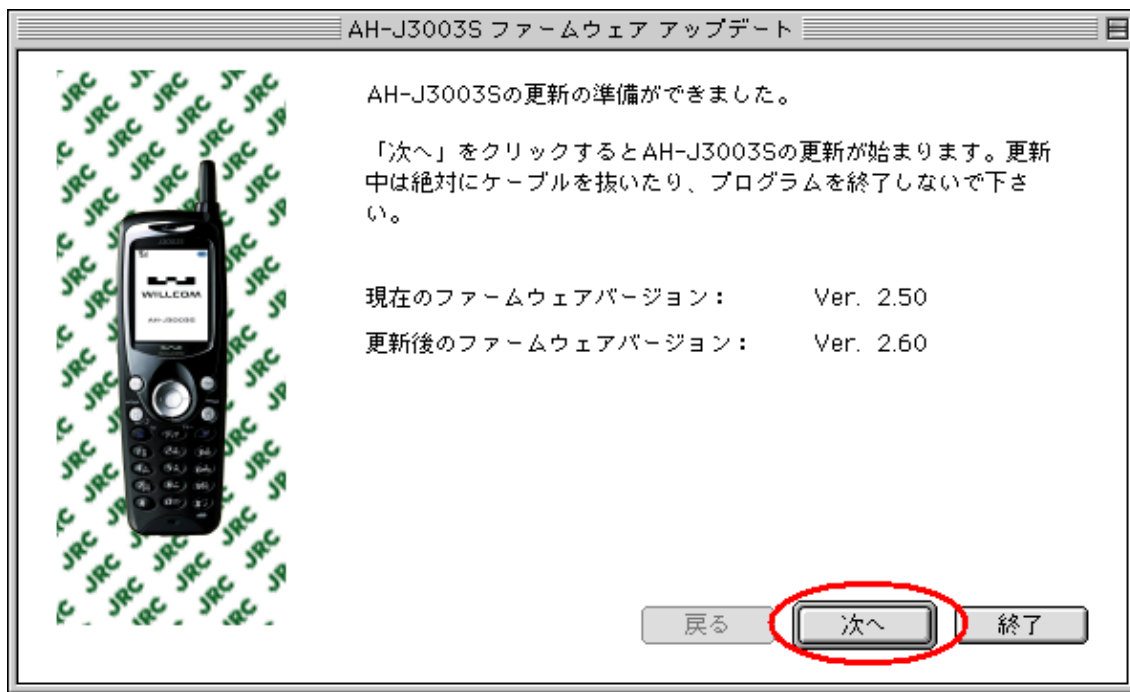 AH-J3003S ファームウェア アップデート
AH-J3003Sの更新の準備ができました。
「次へ」をクリックするとAH-J3003Sの更新が始まります。更新
中は絶対にケーブルを抜いたり、プログラムを終了しないで下さ
い。
現在のファームウェアバージョン： Ver. 2.50
更新後のファームウェアバージョン： Ver. 2.60
JRC
WILLCOM
戻る 次へ 終了